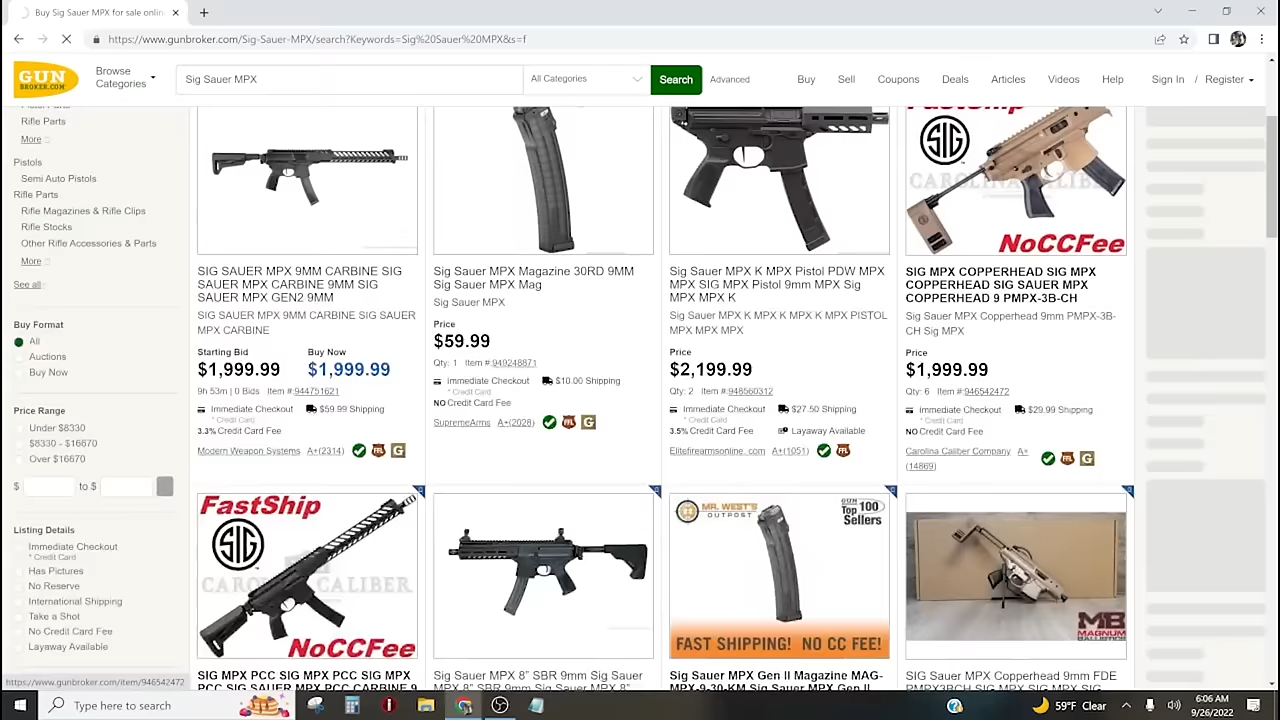 Buy Sig Sauer MPX for sale onlin
https://www.gunbroker.com/Sig-Sauer-MPX/search?Keywords=Sig%20Sauer%20MPX&s=f
GUN
BROKER.COM
Browse
Categories
Sig Sauer MPX
All Categories
Search
Advanced
Buy
Sell
Coupons
Deals
Articles
Videos
Help
Sign In / Register
Pistol Parts
Rifle Parts
More
Pistols
Semi Auto Pistols
Rifle Parts
Rifle Magazines & Rifle Clips
Rifle Stocks
Other Rifle Accessories & Parts
More
See all
Buy Format
All
Auctions
Buy Now
Price Range
Under $8330
$8330 - $16670
Over $16670
$ to $
Listing Details
Immediate Checkout
* Credit Card
Has Pictures
No Reserve
International Shipping
Take a Shot
No Credit Card Fee
Layaway Available
SIG SAUER MPX 9MM CARBINE SIG
SAUER MPX CARBINE 9MM SIG
SAUER MPX GEN2 9MM
SIG SAUER MPX 9MM CARBINE SIG SAUER
MPX CARBINE
Starting Bid Buy Now
$1,999.99 $1,999.99
9h 53m | 0 Bids Item #:944751621
Immediate Checkout $59.99 Shipping
* Credit Card
3.3% Credit Card Fee
Modern Weapon Systems A+(2314) FFL G
Sig Sauer MPX Magazine 30RD 9MM
Sig Sauer MPX Mag
Sig Sauer MPX
Price
$59.99
Qty: 1 Item #:949248871
Immediate Checkout $10.00 Shipping
* Credit Card
NO Credit Card Fee
SupremeArms A+(2026) FFL G
Sig Sauer MPX K MPX Pistol PDW MPX
MPX SIG MPX Pistol 9mm MPX Sig
MPX MPX K
Sig Sauer MPX K MPX K MPX K MPX PISTOL
MPX MPX MPX
Price
$2,199.99
Qty: 2 Item #:948560312
Immediate Checkout $27.50 Shipping
* Credit Card
3.5% Credit Card Fee Layaway Available
Elitefirearmsonline. com A+(1051) FFL
FastShip
SIG
CAROLINA CALIBER
NoCCFee
SIG MPX COPPERHEAD SIG MPX
COPPERHEAD SIG SAUER MPX
COPPERHEAD 9 PMPX-3B-CH
Sig Sauer MPX Copperhead 9mm PMPX-3B-
CH Sig MPX
Price
$1,999.99
Qty: 6 Item #:946542472
Immediate Checkout $29.99 Shipping
* Credit Card
NO Credit Card Fee
Carolina Caliber Company A+
(14869) FFL G
FastShip
SIG
CAROLINA CALIBER
NoCCFee
SIG MPX PCC SIG MPX PCC SIG MPX
PCC SIG SAUER MPX PCC CARBINE 9
Sig Sauer MPX 8" SBR 9mm Sig Sauer
MPX 8" SBR 9mm Sig Sauer MPX 8"
MR. WEST'S
OUTPOST
GUN
Top 100
Sellers
FAST SHIPPING! NO CC FEE!
Sig Sauer MPX Gen II Magazine MAG-
MPX-9-30-KM Sig Sauer MPX Gen II
MB
MAGNUM
BALLISTICS
SIG Sauer MPX Copperhead 9mm FDE
PMPX3BCH SIG MPX SIG MPX SIG
https://www.gunbroker.com/item/946542472
Type here to search
59°F Clear
6:06 AM
9/26/2022